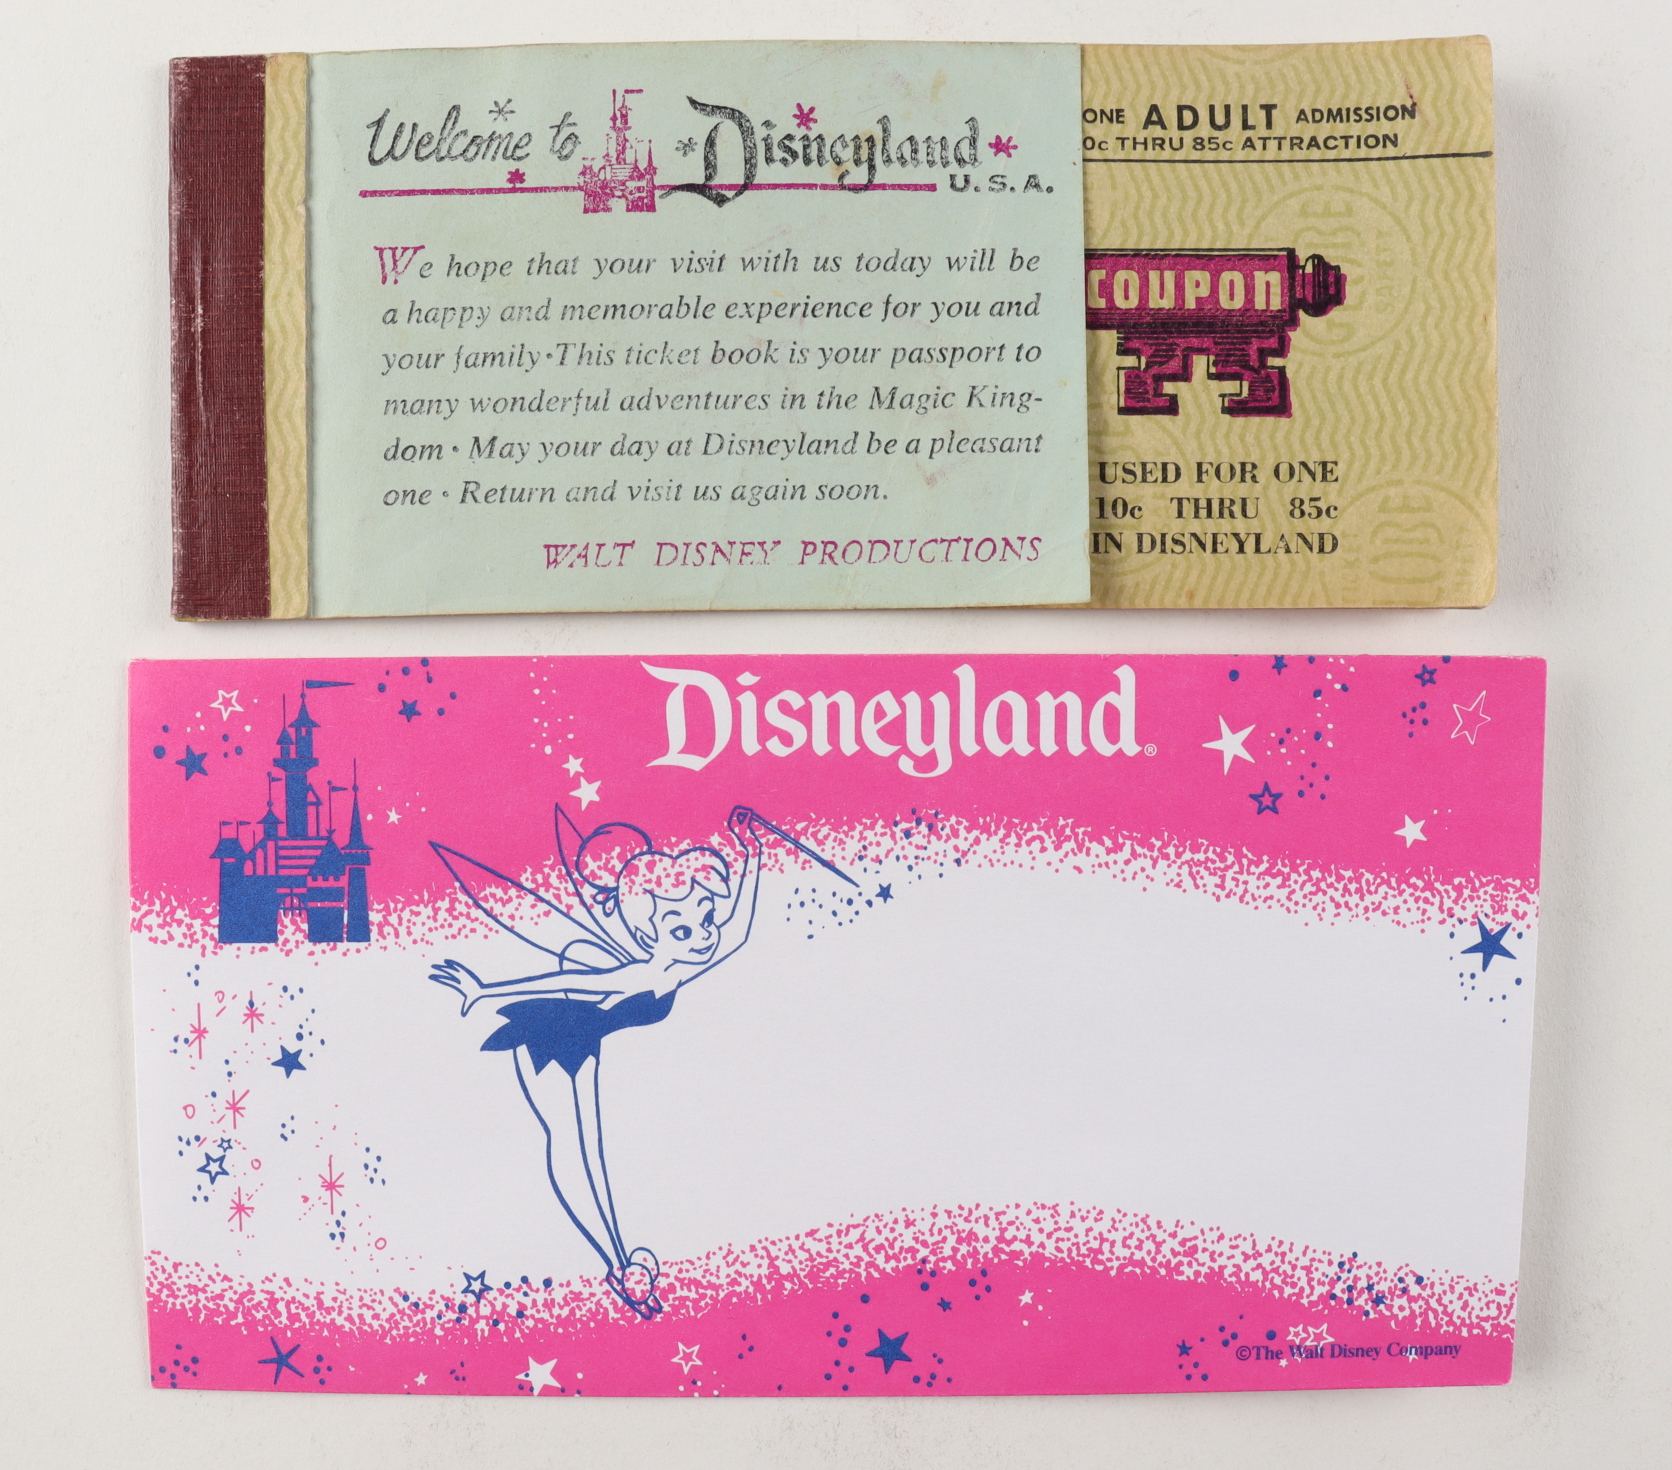 Welcome to Disneyland
U.S.A.
We hope that your visit with us today will be
a happy and memorable experience for you and
your family•This ticket book is your passport to
many wonderful adventures in the Magic King-
dom • May your day at Disneyland be a pleasant
one • Return and visit us again soon.
WALT DISNEY PRODUCTIONS
ONE ADULT ADMISSION
0c THRU 85c ATTRACTION
COUPON
USED FOR ONE
10c THRU 85c
IN DISNEYLAND
Disneyland®
©The Walt Disney Company